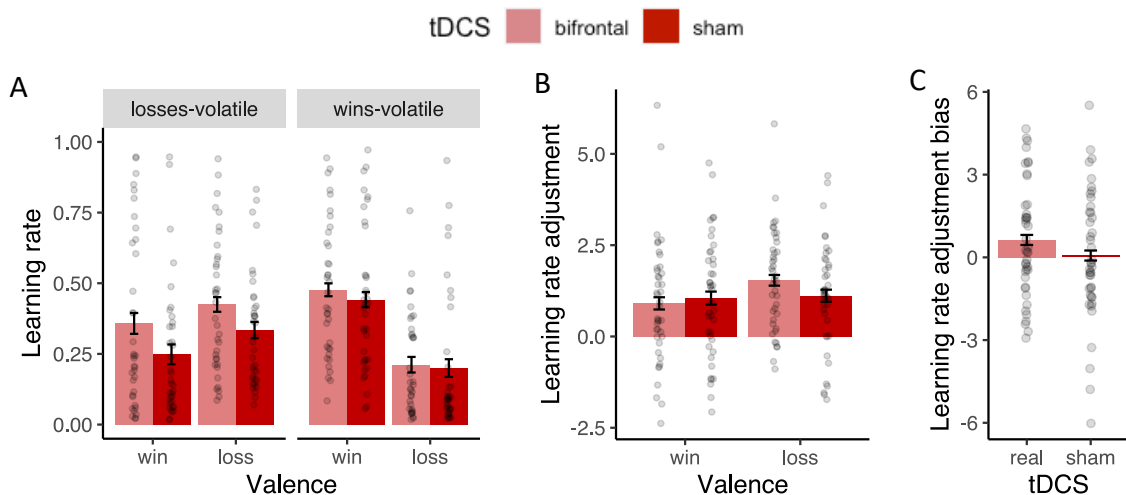 tDCS bifrontal sham
A
losses-volatile wins-volatile
Learning rate
1.00
0.75
0.50
0.25
0.00
win loss win loss
Valence
B
Learning rate adjustment
5.0
2.5
0.0
-2.5
win loss
Valence
C
Learning rate adjustment bias
6
3
0
-3
-6
real sham
tDCS